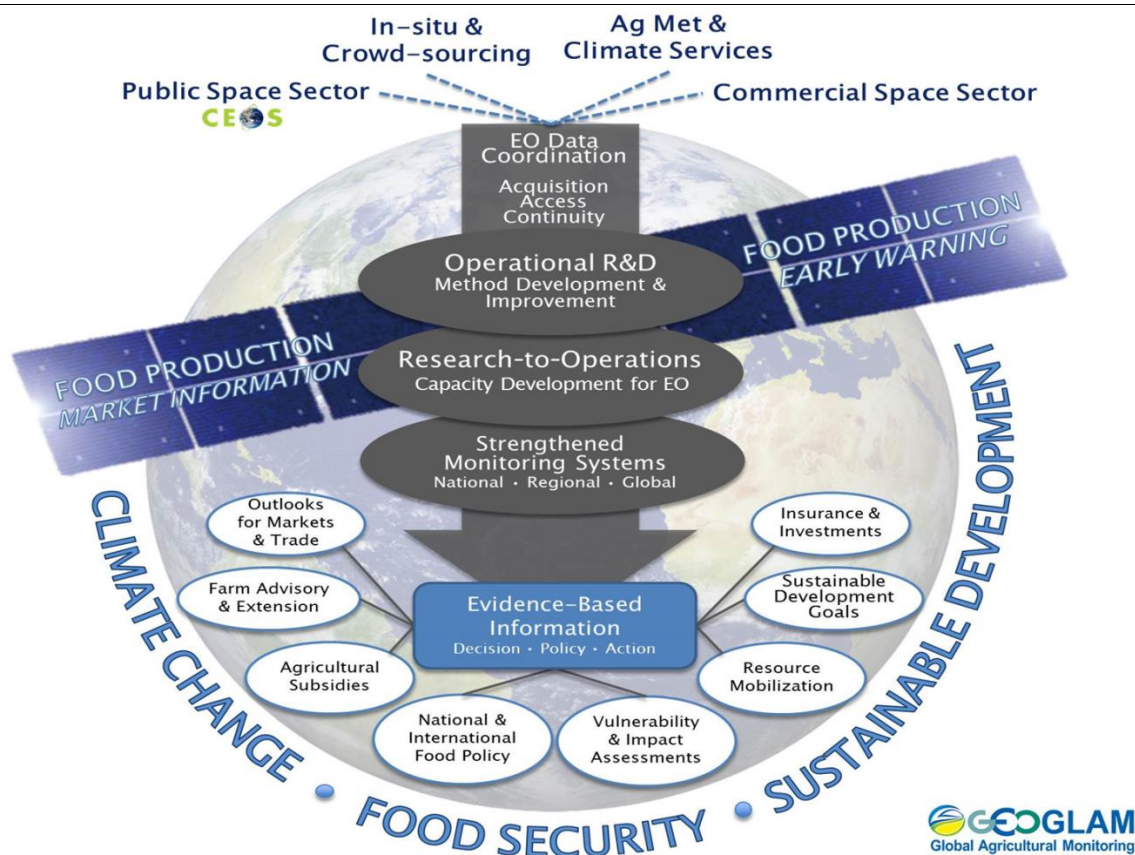 In-situ &
Crowd-sourcing
Ag Met &
Climate Services
Public Space Sector
CEOS
Commercial Space Sector
EO Data
Coordination
Acquisition
Access
Continuity
FOOD PRODUCTION
EARLY WARNING
Operational R&D
Method Development &
Improvement
FOOD PRODUCTION
MARKET INFORMATION
Research-to-Operations
Capacity Development for EO
Strengthened
Monitoring Systems
National • Regional • Global
Outlooks
for Markets
& Trade
Insurance &
Investments
Farm Advisory
& Extension
Evidence-Based
Information
Decision • Policy • Action
Sustainable
Development
Goals
Agricultural
Subsidies
Resource
Mobilization
National &
International
Food Policy
Vulnerability
& Impact
Assessments
CLIMATE CHANGE • FOOD SECURITY • SUSTAINABLE DEVELOPMENT
GEOGLAM
Global Agricultural Monitoring